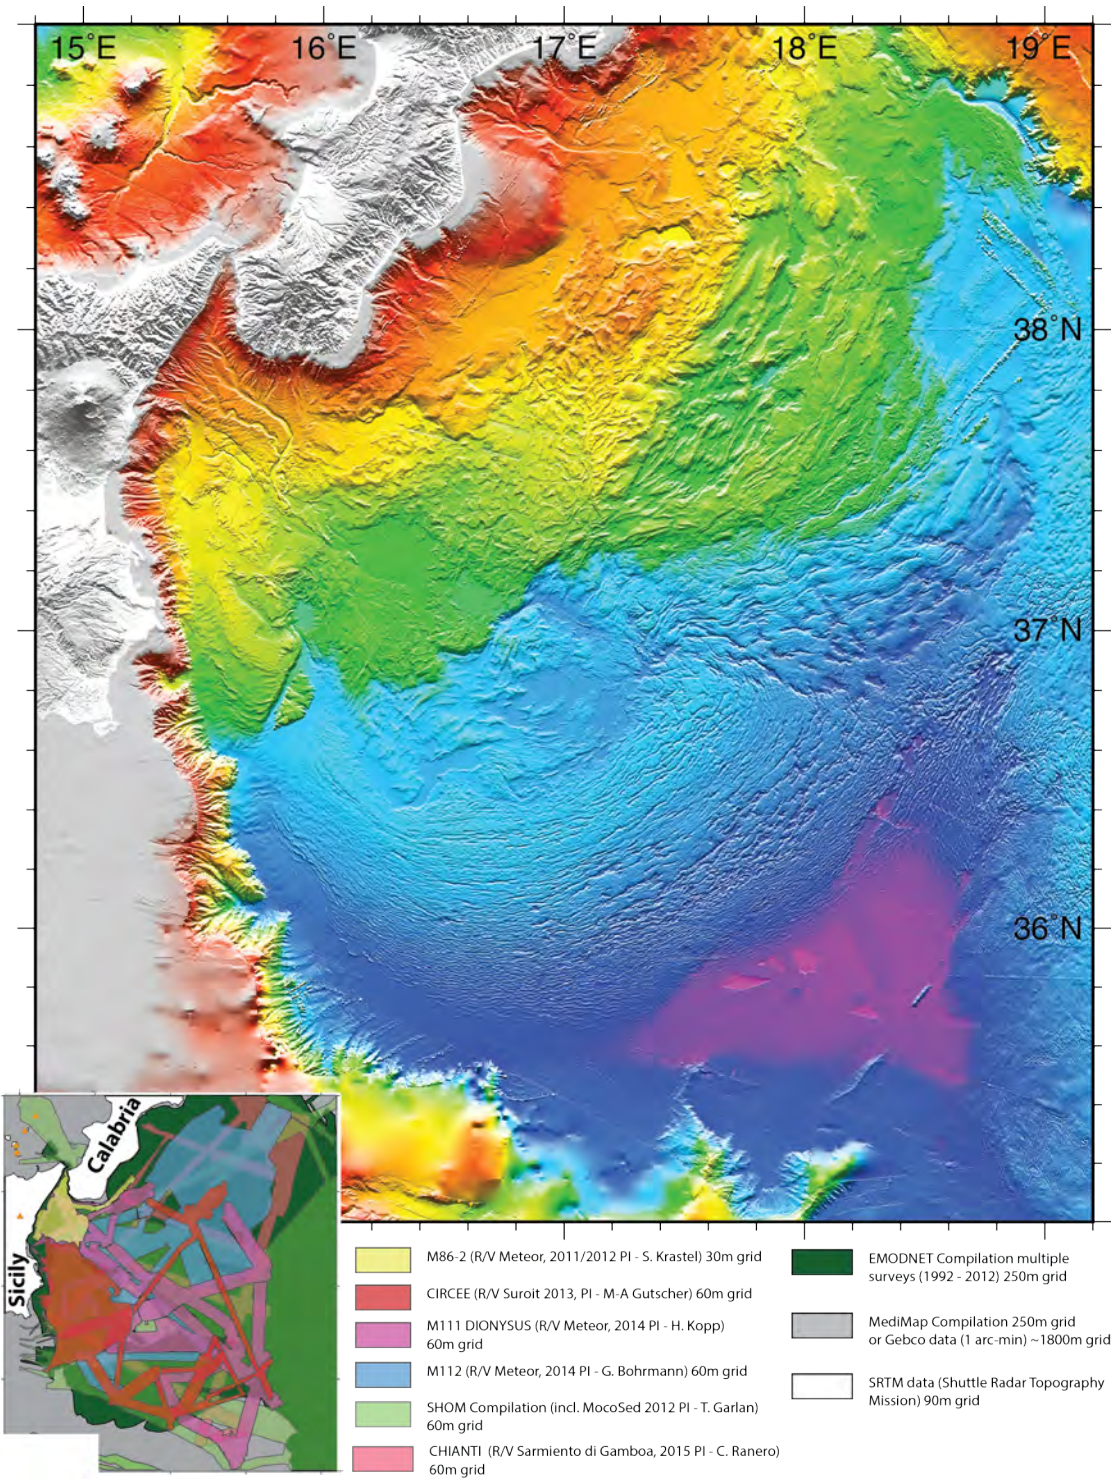 15°E
16°E
17°E
18°E
19°E
38°N
37°N
36°N
Calabria
Sicily
M86-2 (R/V Meteor, 2011/2012 PI - S. Krastel) 30m grid
CIRCEE (R/V Suroit 2013, PI - M-A Gutscher) 60m grid
M111 DIONYSUS (R/V Meteor, 2014 PI - H. Kopp)
60m grid
M112 (R/V Meteor, 2014 PI - G. Bohrmann) 60m grid
SHOM Compilation (incl. MocoSed 2012 PI - T. Garlan)
60m grid
CHIANTI (R/V Sarmiento di Gamboa, 2015 PI - C. Ranero)
60m grid
EMODNET Compilation multiple
surveys (1992 - 2012) 250m grid
MediMap Compilation 250m grid
or Gebco data (1 arc-min) ~1800m grid
SRTM data (Shuttle Radar Topography
Mission) 90m grid